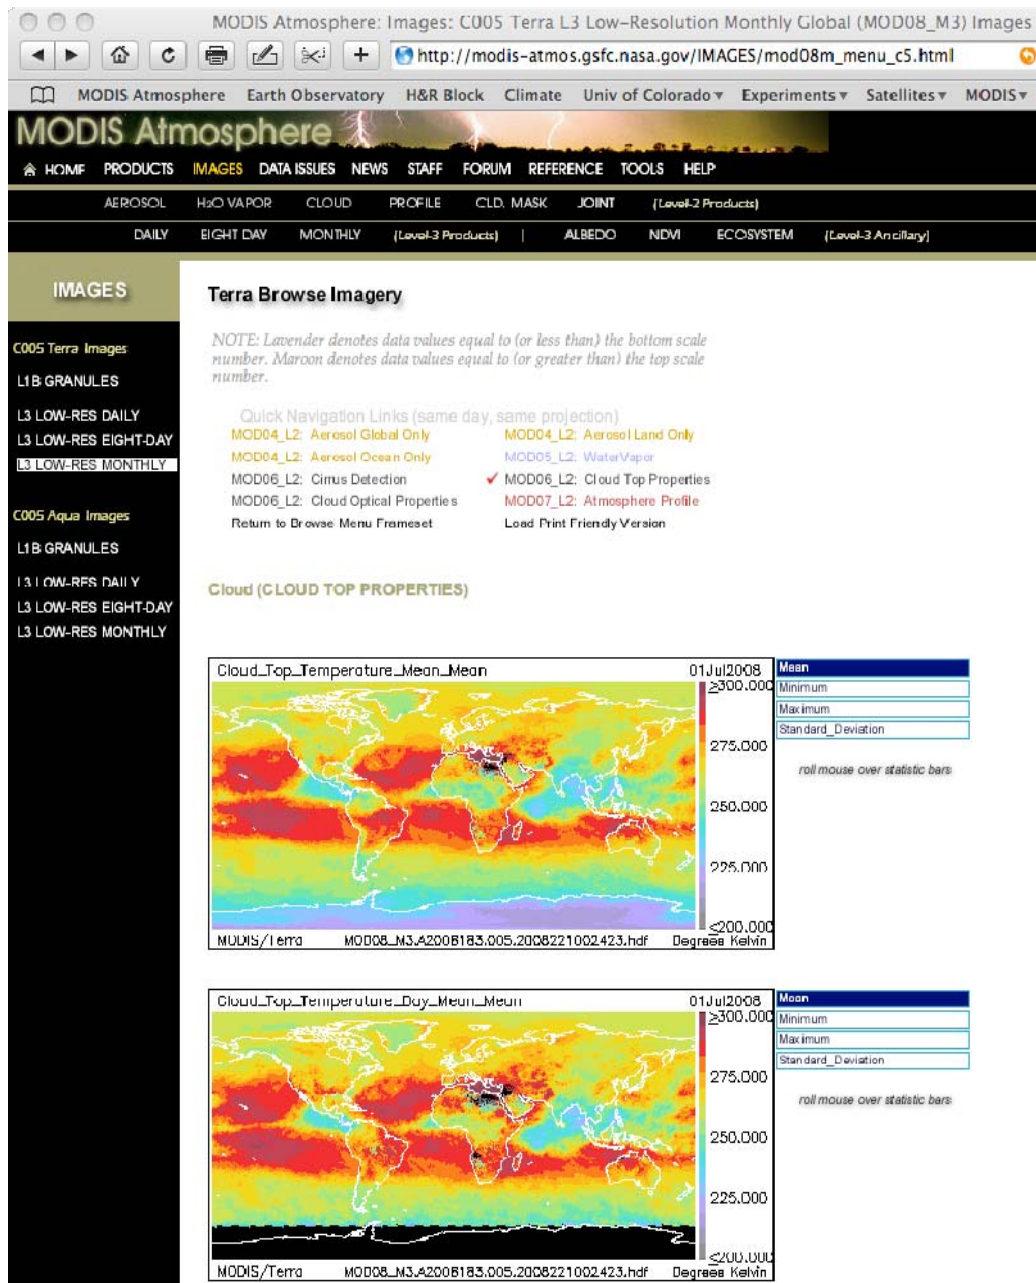 MODIS Atmosphere: Images: C005 Terra L3 Low-Resolution Monthly Global (MOD08_M3) Images
http://modis-atmos.gsfc.nasa.gov/IMAGES/mod08m_menu_c5.html
MODIS Atmosphere Earth Observatory H&R Block Climate Univ of Colorado Experiments Satellites MODIS
MODIS Atmosphere
HOME PRODUCTS IMAGES DATA ISSUES NEWS STAFF FORUM REFERENCE TOOLS HELP
AEROSOL H2O VAPOR CLOUD PROFILE CLD. MASK JOINT (Level-2 Products)
DAILY EIGHT DAY MONTHLY (Level-3 Products) | ALBEDO NDVI ECOSYSTEM (Level-3 Ancillary)
IMAGES
C005 Terra Images
L1B GRANULES
L3 LOW-RES DAILY
L3 LOW-RES EIGHT-DAY
L3 LOW-RES MONTHLY
C005 Aqua Images
L1B GRANULES
L3 LOW-RES DAILY
L3 LOW-RES EIGHT-DAY
L3 LOW-RES MONTHLY
Terra Browse Imagery
NOTE: Lavender denotes data values equal to (or less than) the bottom scale
number. Maroon denotes data values equal to (or greater than) the top scale
number.
Quick Navigation Links (same day, same projection)
MOD04_L2: Aerosol Global Only MOD04_L2: Aerosol Land Only
MOD04_L2: Aerosol Ocean Only MOD05_L2: WaterVapor
MOD06_L2: Cirrus Detection MOD06_L2: Cloud Top Properties
MOD06_L2: Cloud Optical Properties MOD07_L2: Atmosphere Profile
Return to Browse Menu Frameset Load Print Friendly Version
Cloud (CLOUD TOP PROPERTIES)
Cloud_Top_Temperature_Mean_Mean 01Jul2008
≥300.000
275.000
250.000
225.000
≤200.000
MODIS/Terra MOD08_M3.A2008183.005.2008221002423.hdf Degrees Kelvin
Mean
Minimum
Maximum
Standard_Deviation
roll mouse over statistic bars
Cloud_Top_Temperature_Day_Mean_Mean 01Jul2008
≥300.000
275.000
250.000
225.000
≤200.000
MODIS/Terra MOD08_M3.A2008183.005.2008221002423.hdf Degrees Kelvin
Mean
Minimum
Maximum
Standard_Deviation
roll mouse over statistic bars